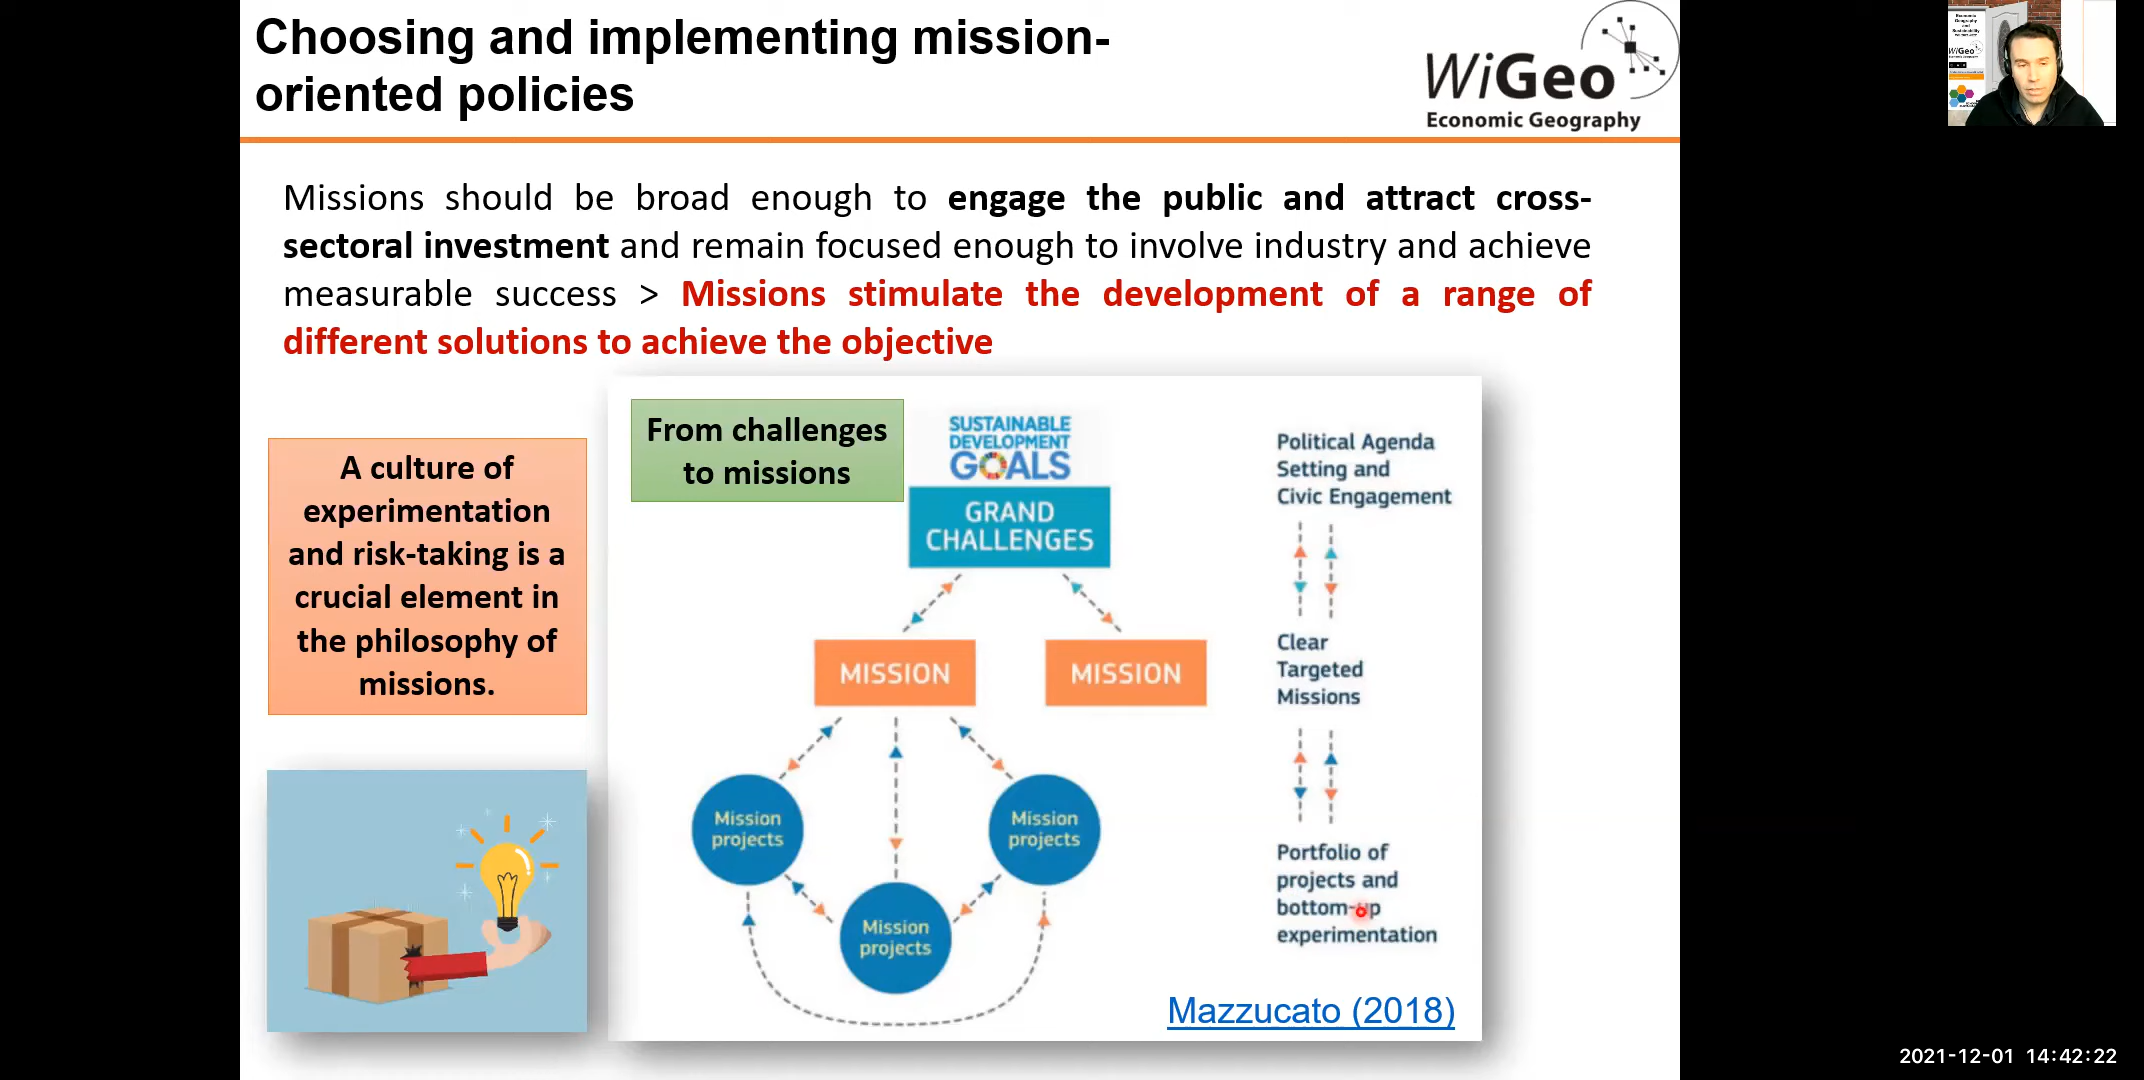 Choosing and implementing mission-
oriented policies
WiGeo
Economic Geography
Missions should be broad enough to engage the public and attract cross-
sectoral investment and remain focused enough to involve industry and achieve
measurable success > Missions stimulate the development of a range of
different solutions to achieve the objective
A culture of
experimentation
and risk-taking is a
crucial element in
the philosophy of
missions.
From challenges
to missions
SUSTAINABLE
DEVELOPMENT
GOALS
GRAND
CHALLENGES
MISSION
MISSION
Mission
projects
Mission
projects
Mission
projects
Political Agenda
Setting and
Civic Engagement
Clear
Targeted
Missions
Portfolio of
projects and
bottom-up
experimentation
Mazzucato (2018)
Economic
Geography
and
Sustainability
WiGeo
2021-12-01 14:42:22